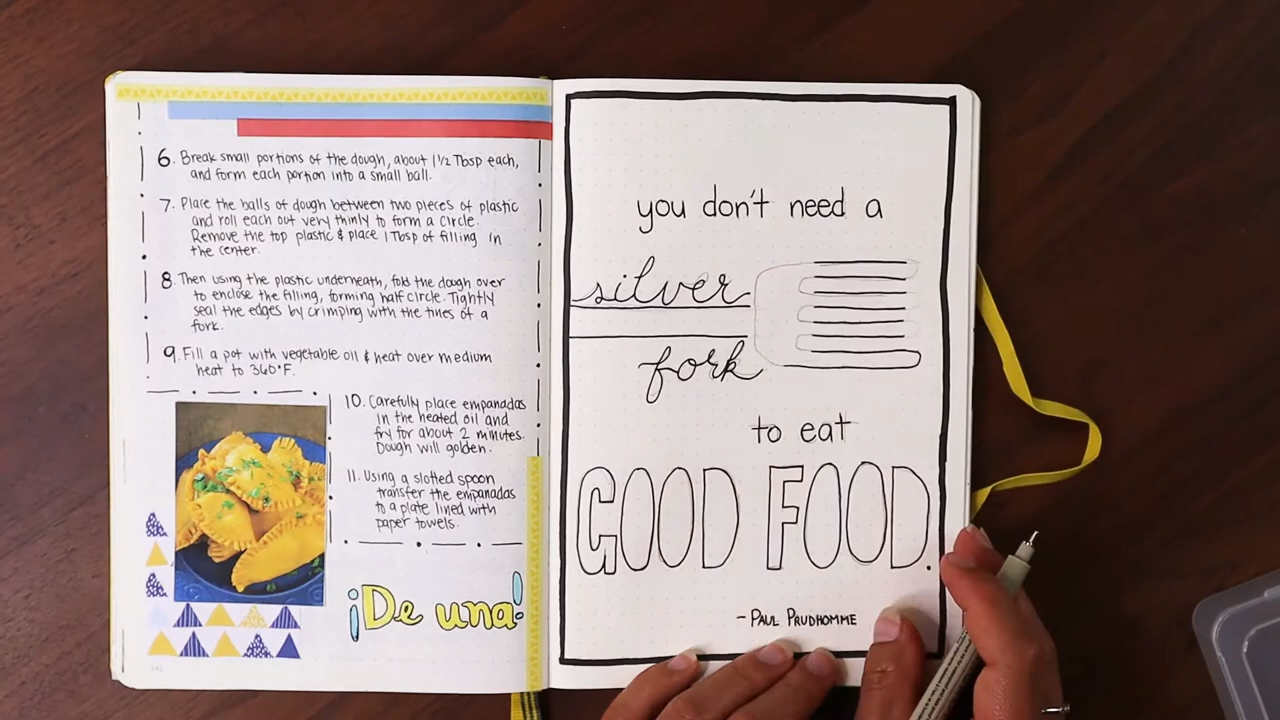 6. Break small portions of the dough, about 1 1/2 Tbsp each,
and form each portion into a small ball.
7. Place the balls of dough between two pieces of plastic
and roll each out very thinly to form a circle.
Remove the top plastic & place 1 Tbsp of filling in
the center.
8. Then using the plastic underneath, fold the dough over
to enclose the filling, forming half circle. Tightly
seal the edges by crimping with the tines of a
fork.
9. Fill a pot with vegetable oil & heat over medium
heat to 360°F.
10. Carefully place empanadas
in the heated oil and
fry for about 2 minutes.
Dough will golden.
11. Using a slotted spoon
transfer the empanadas
to a plate lined with
paper towels.
¡De una!
you don't need a
silver
fork
to eat
GOOD FOOD.
- PAUL PRUDHOMME